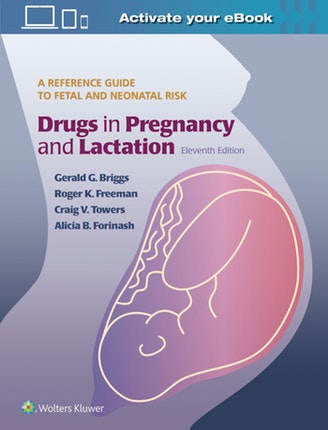 Activate your eBook
A REFERENCE GUIDE
TO FETAL AND NEONATAL RISK
Drugs in Pregnancy
and Lactation Eleventh Edition
Gerald G. Briggs
Roger K. Freeman
Craig V. Towers
Alicia B. Forinash
Wolters Kluwer